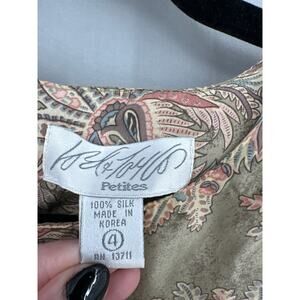 Petites
100% SILK
MADE IN
KOREA
4
RN 13711